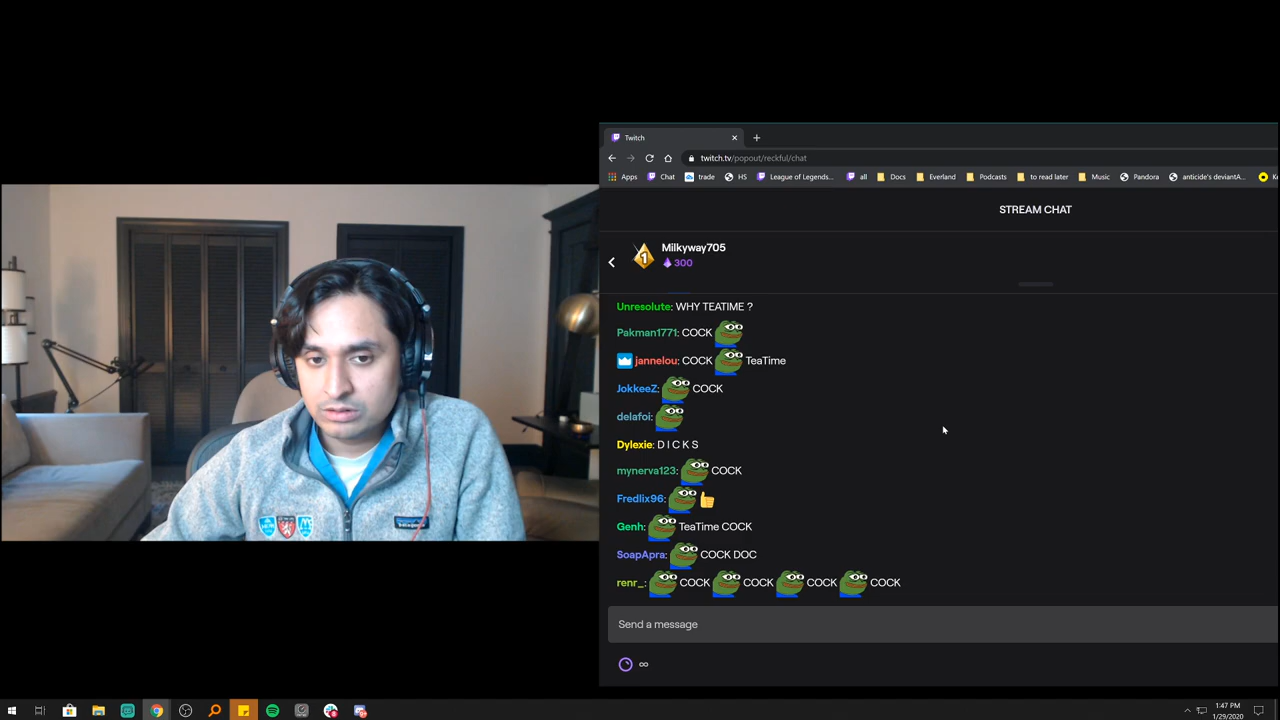 Twitch
twitch.tv/popout/reckful/chat
Apps Chat trade HS League of Legends... all Docs Everland Podcasts to read later Music Pandora anticide's deviantA...
STREAM CHAT
1
Milkyway705
300
Unresolute: WHY TEATIME ?
Pakman1771: COCK
jannelou: COCK TeaTime
JokkeeZ: COCK
delafoi:
Dylexie: D I C K S
mynerva123: COCK
Fredlix96:
Genh: TeaTime COCK
SoapApra: COCK DOC
renr_: COCK COCK COCK COCK
Send a message
∞
patagonia
1:47 PM
1/29/2020